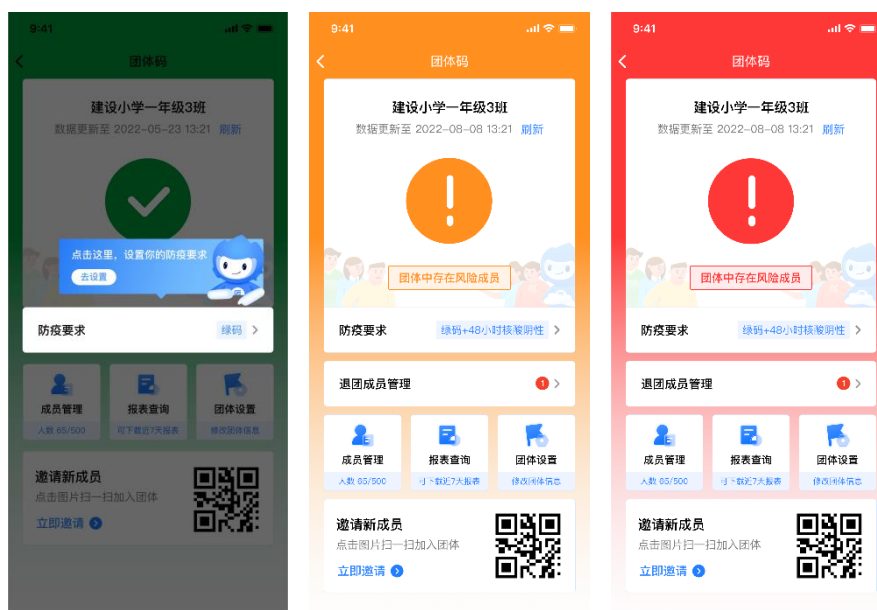 9:41
团体码
建设小学一年级3班
数据更新至 2022-05-23 13:21 刷新
点击这里，设置你的防疫要求
去设置
防疫要求
绿码
成员管理
人数 65/500
报表查询
可下载近7天报表
团体设置
修改团体信息
邀请新成员
点击图片扫一扫加入团体
立即邀请
9:41
团体码
建设小学一年级3班
数据更新至 2022-08-08 13:21 刷新
团体中存在风险成员
防疫要求
绿码+48小时核酸阴性
退团成员管理
1
成员管理
人数 65/500
报表查询
可下载近7天报表
团体设置
修改团体信息
邀请新成员
点击图片扫一扫加入团体
立即邀请
9:41
团体码
建设小学一年级3班
数据更新至 2022-08-08 13:21 刷新
团体中存在风险成员
防疫要求
绿码+48小时核酸阴性
退团成员管理
1
成员管理
人数 65/500
报表查询
可下载近7天报表
团体设置
修改团体信息
邀请新成员
点击图片扫一扫加入团体
立即邀请